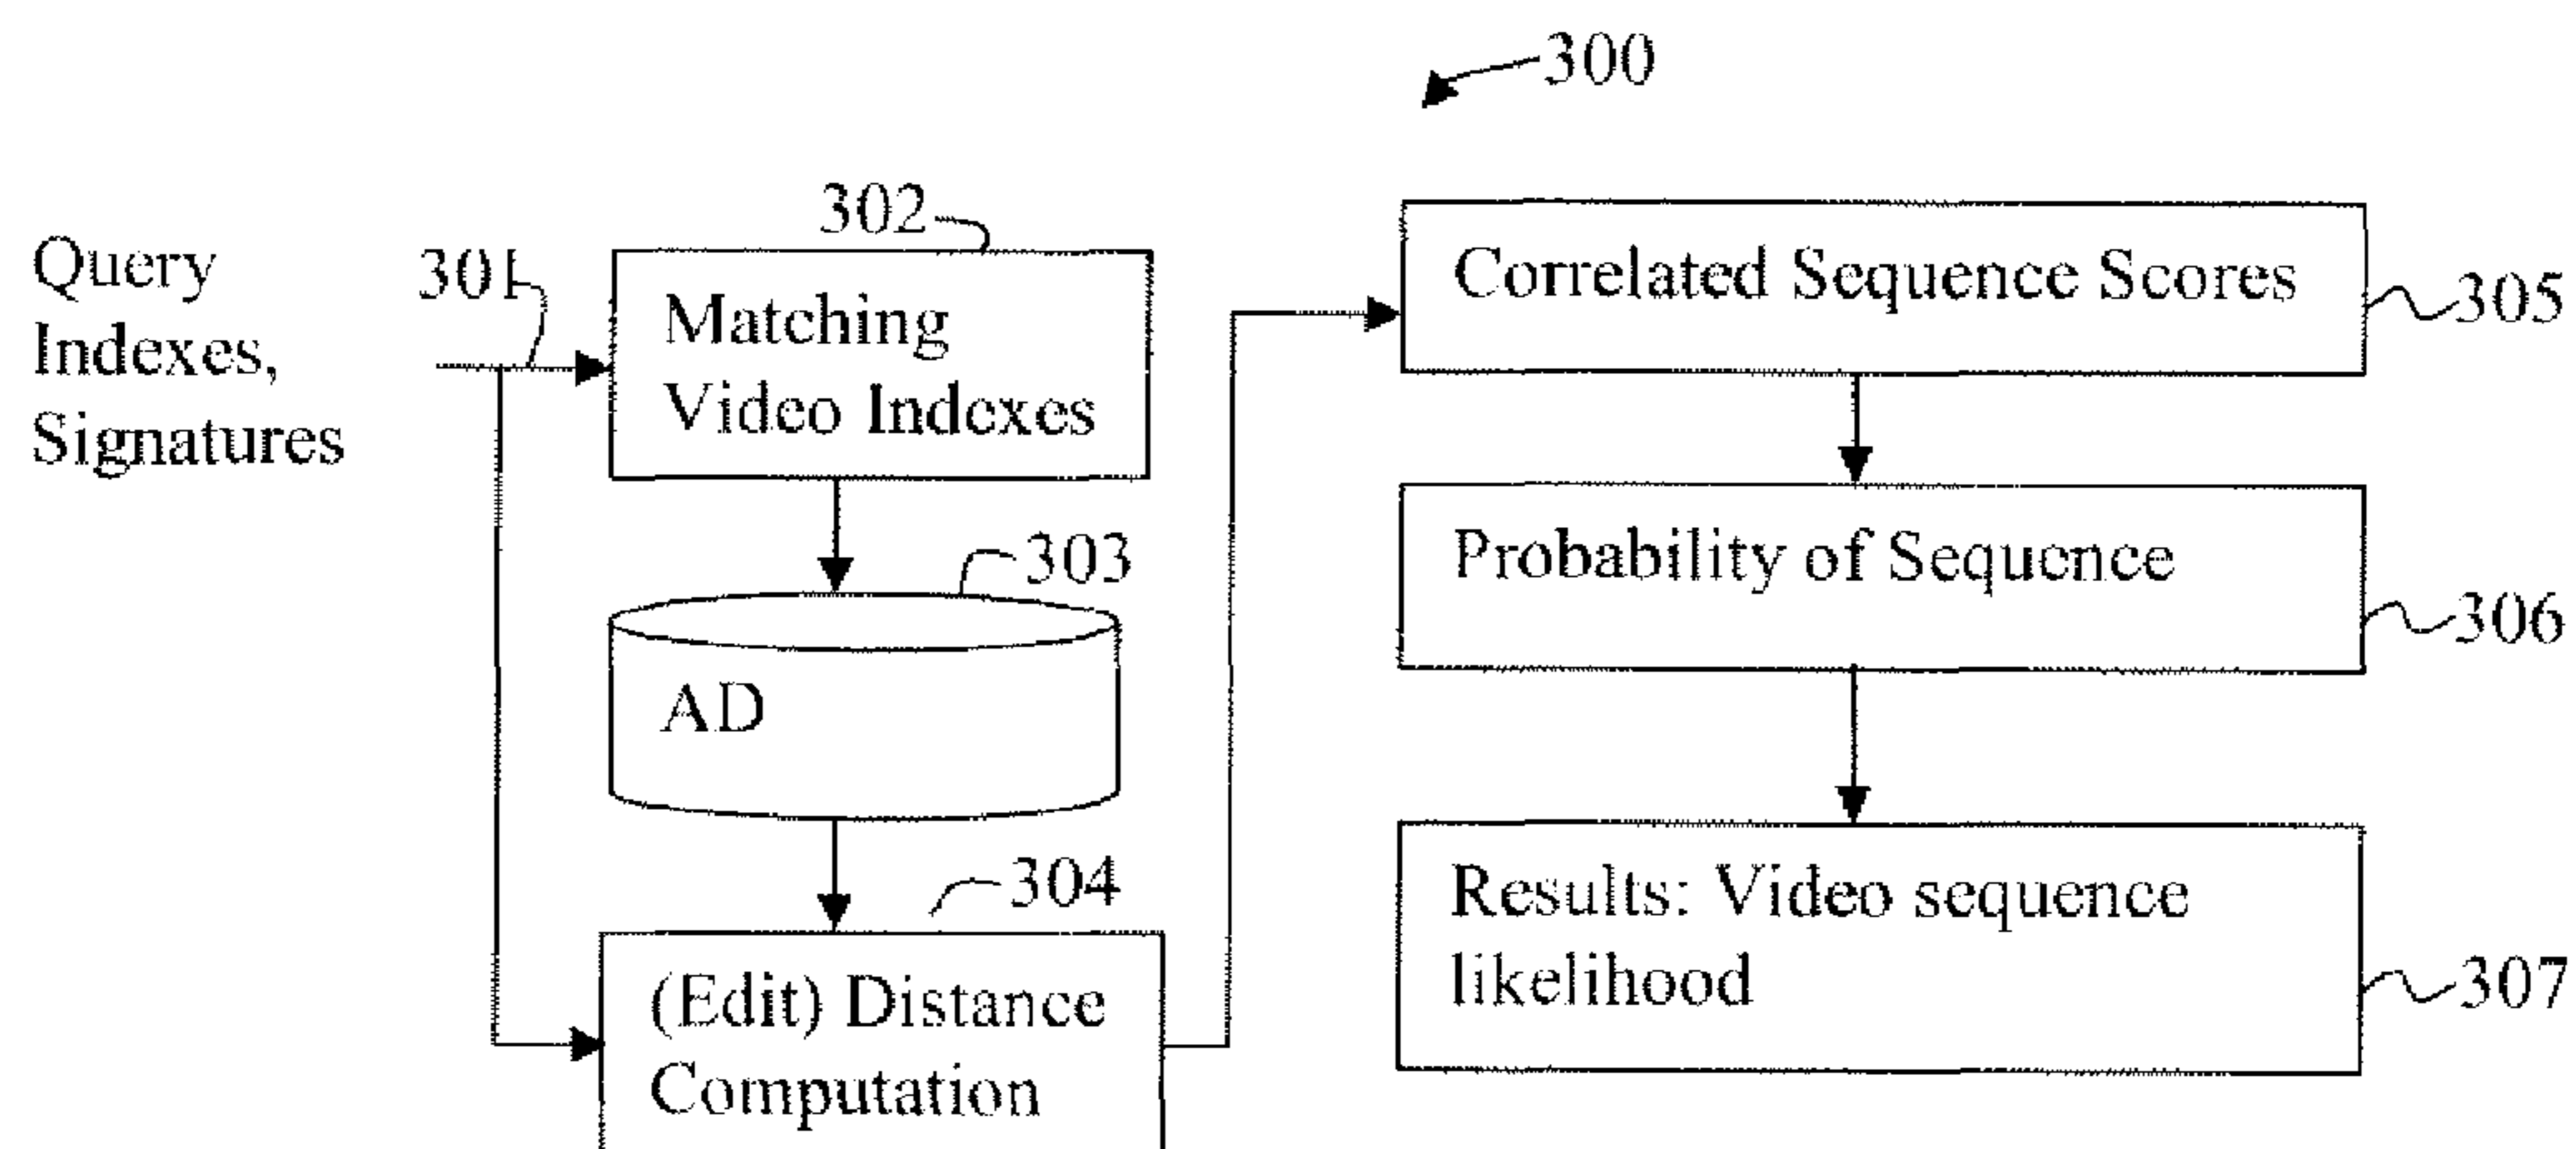 300
Query
Indexes,
Signatures
301
302
Matching
Video Indexes
303
AD
304
(Edit) Distance
Computation
Correlated Sequence Scores
305
Probability of Sequence
306
Results: Video sequence
likelihood
307